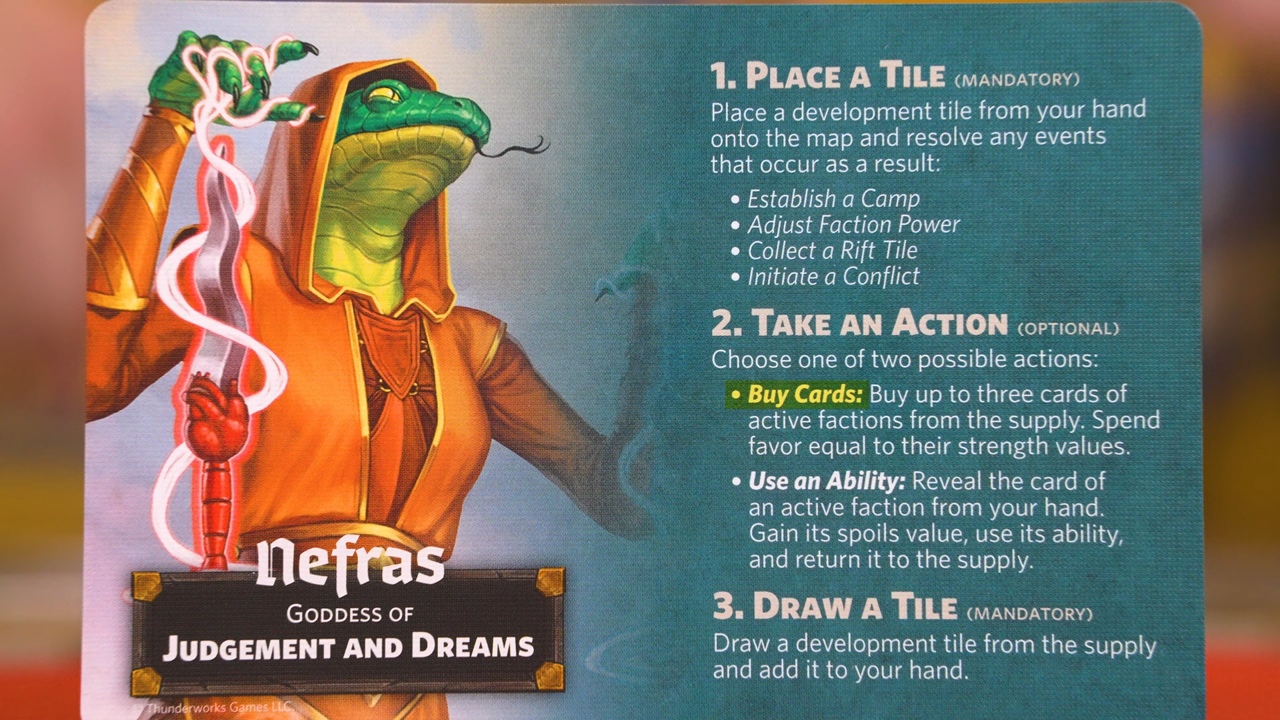 Nefras
GODDESS OF
JUDGEMENT AND DREAMS
© Thunderworks Games LLC
1. PLACE A TILE (MANDATORY)
Place a development tile from your hand
onto the map and resolve any events
that occur as a result:
• Establish a Camp
• Adjust Faction Power
• Collect a Rift Tile
• Initiate a Conflict
2. TAKE AN ACTION (OPTIONAL)
Choose one of two possible actions:
• Buy Cards: Buy up to three cards of
active factions from the supply. Spend
favor equal to their strength values.
• Use an Ability: Reveal the card of
an active faction from your hand.
Gain its spoils value, use its ability,
and return it to the supply.
3. DRAW A TILE (MANDATORY)
Draw a development tile from the supply
and add it to your hand.